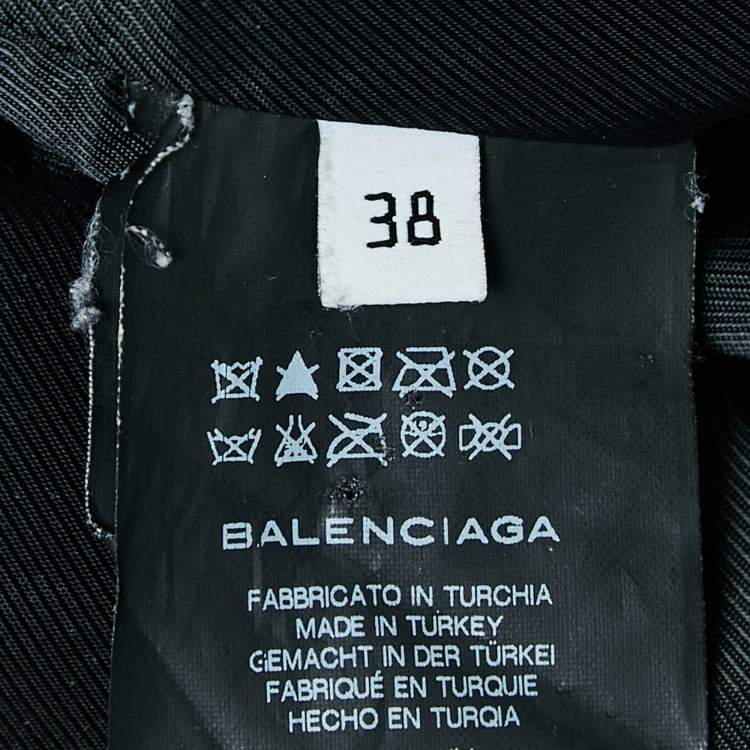 38
BALENCIAGA
FABBRICATO IN TURCHIA
MADE IN TURKEY
GEMACHT IN DER TÜRKEI
FABRIQUÉ EN TURQUIE
HECHO EN TURQIA